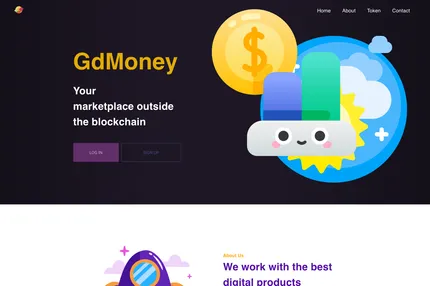 Home About Token Contact
GdMoney
Your
marketplace outside
the blockchain
LOG IN SIGN UP
About Us
We work with the best
digital products